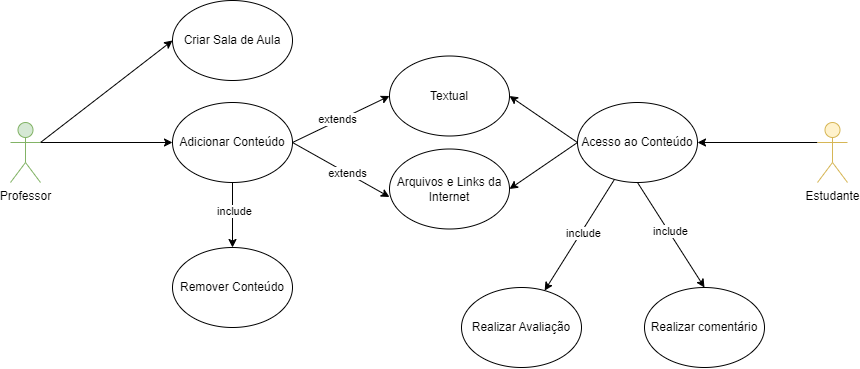 Criar Sala de Aula
Textual
extends
Adicionar Conteúdo
Acesso ao Conteúdo
extends
Arquivos e Links da
Internet
Professor
Estudante
include
include
include
Remover Conteúdo
Realizar Avaliação
Realizar comentário